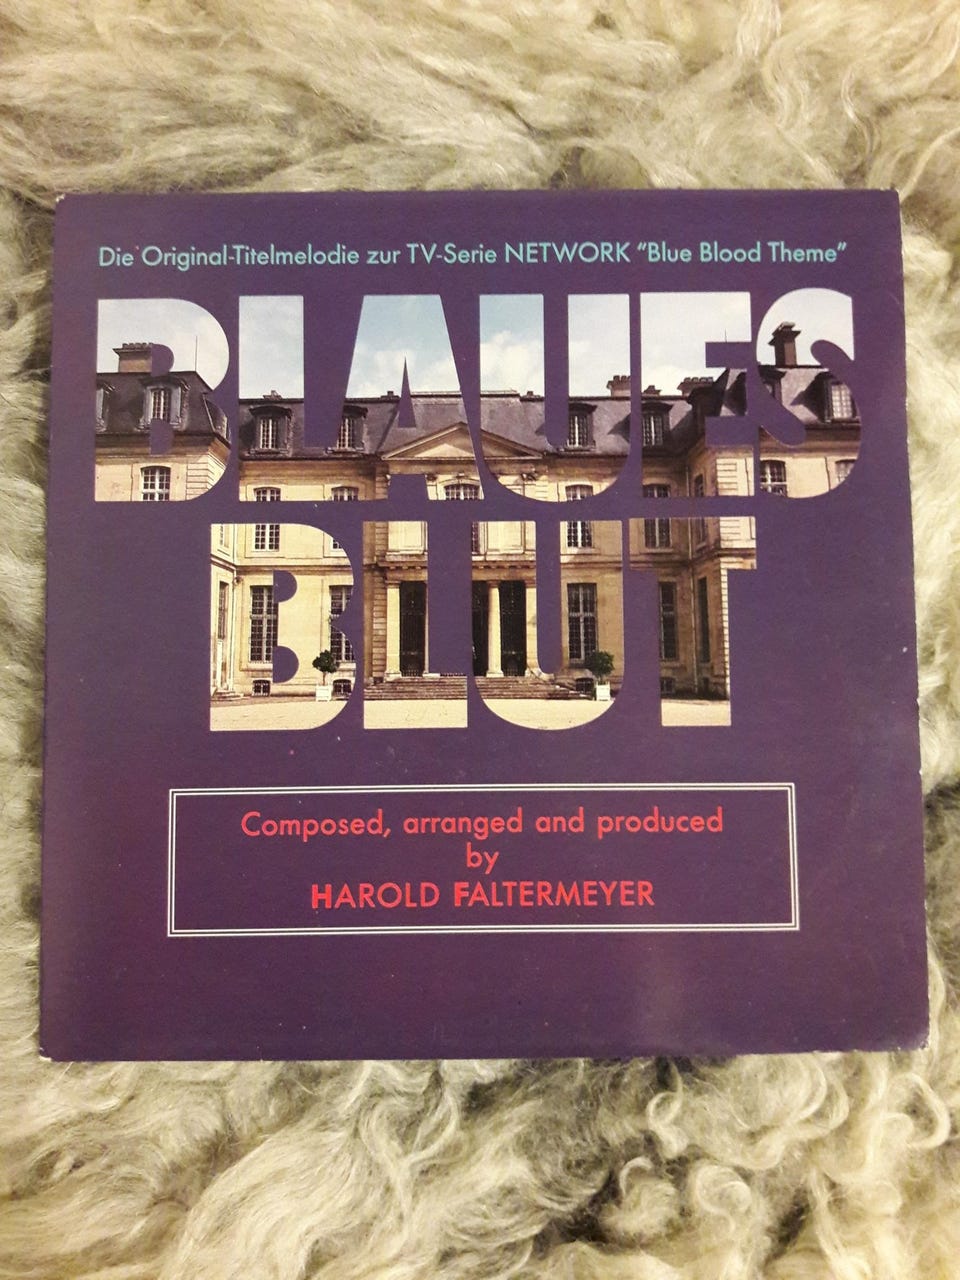 Die Original-Titelmelodie zur TV-Serie NETWORK "Blue Blood Theme"
BLAUES
BLUT
Composed, arranged and produced
by
HAROLD FALTERMEYER